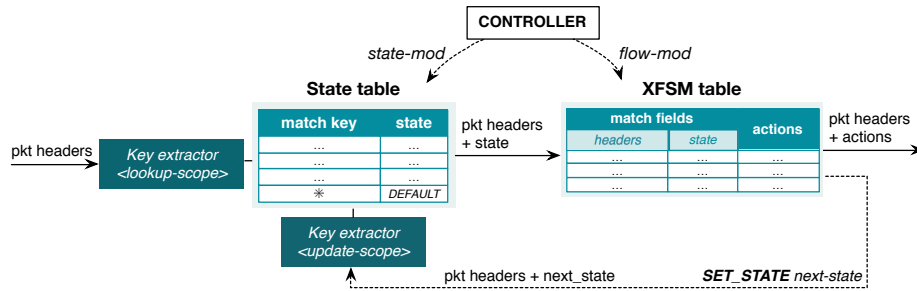 CONTROLLER
state-mod
flow-mod
State table
XFSM table
pkt headers
Key extractor
<lookup-scope>
match key state
... ...
... ...
... ...
✳ DEFAULT
pkt headers
+ state
match fields actions
headers state
... ... ...
... ... ...
... ... ...
pkt headers
+ actions
Key extractor
<update-scope>
pkt headers + next_state
SET_STATE next-state